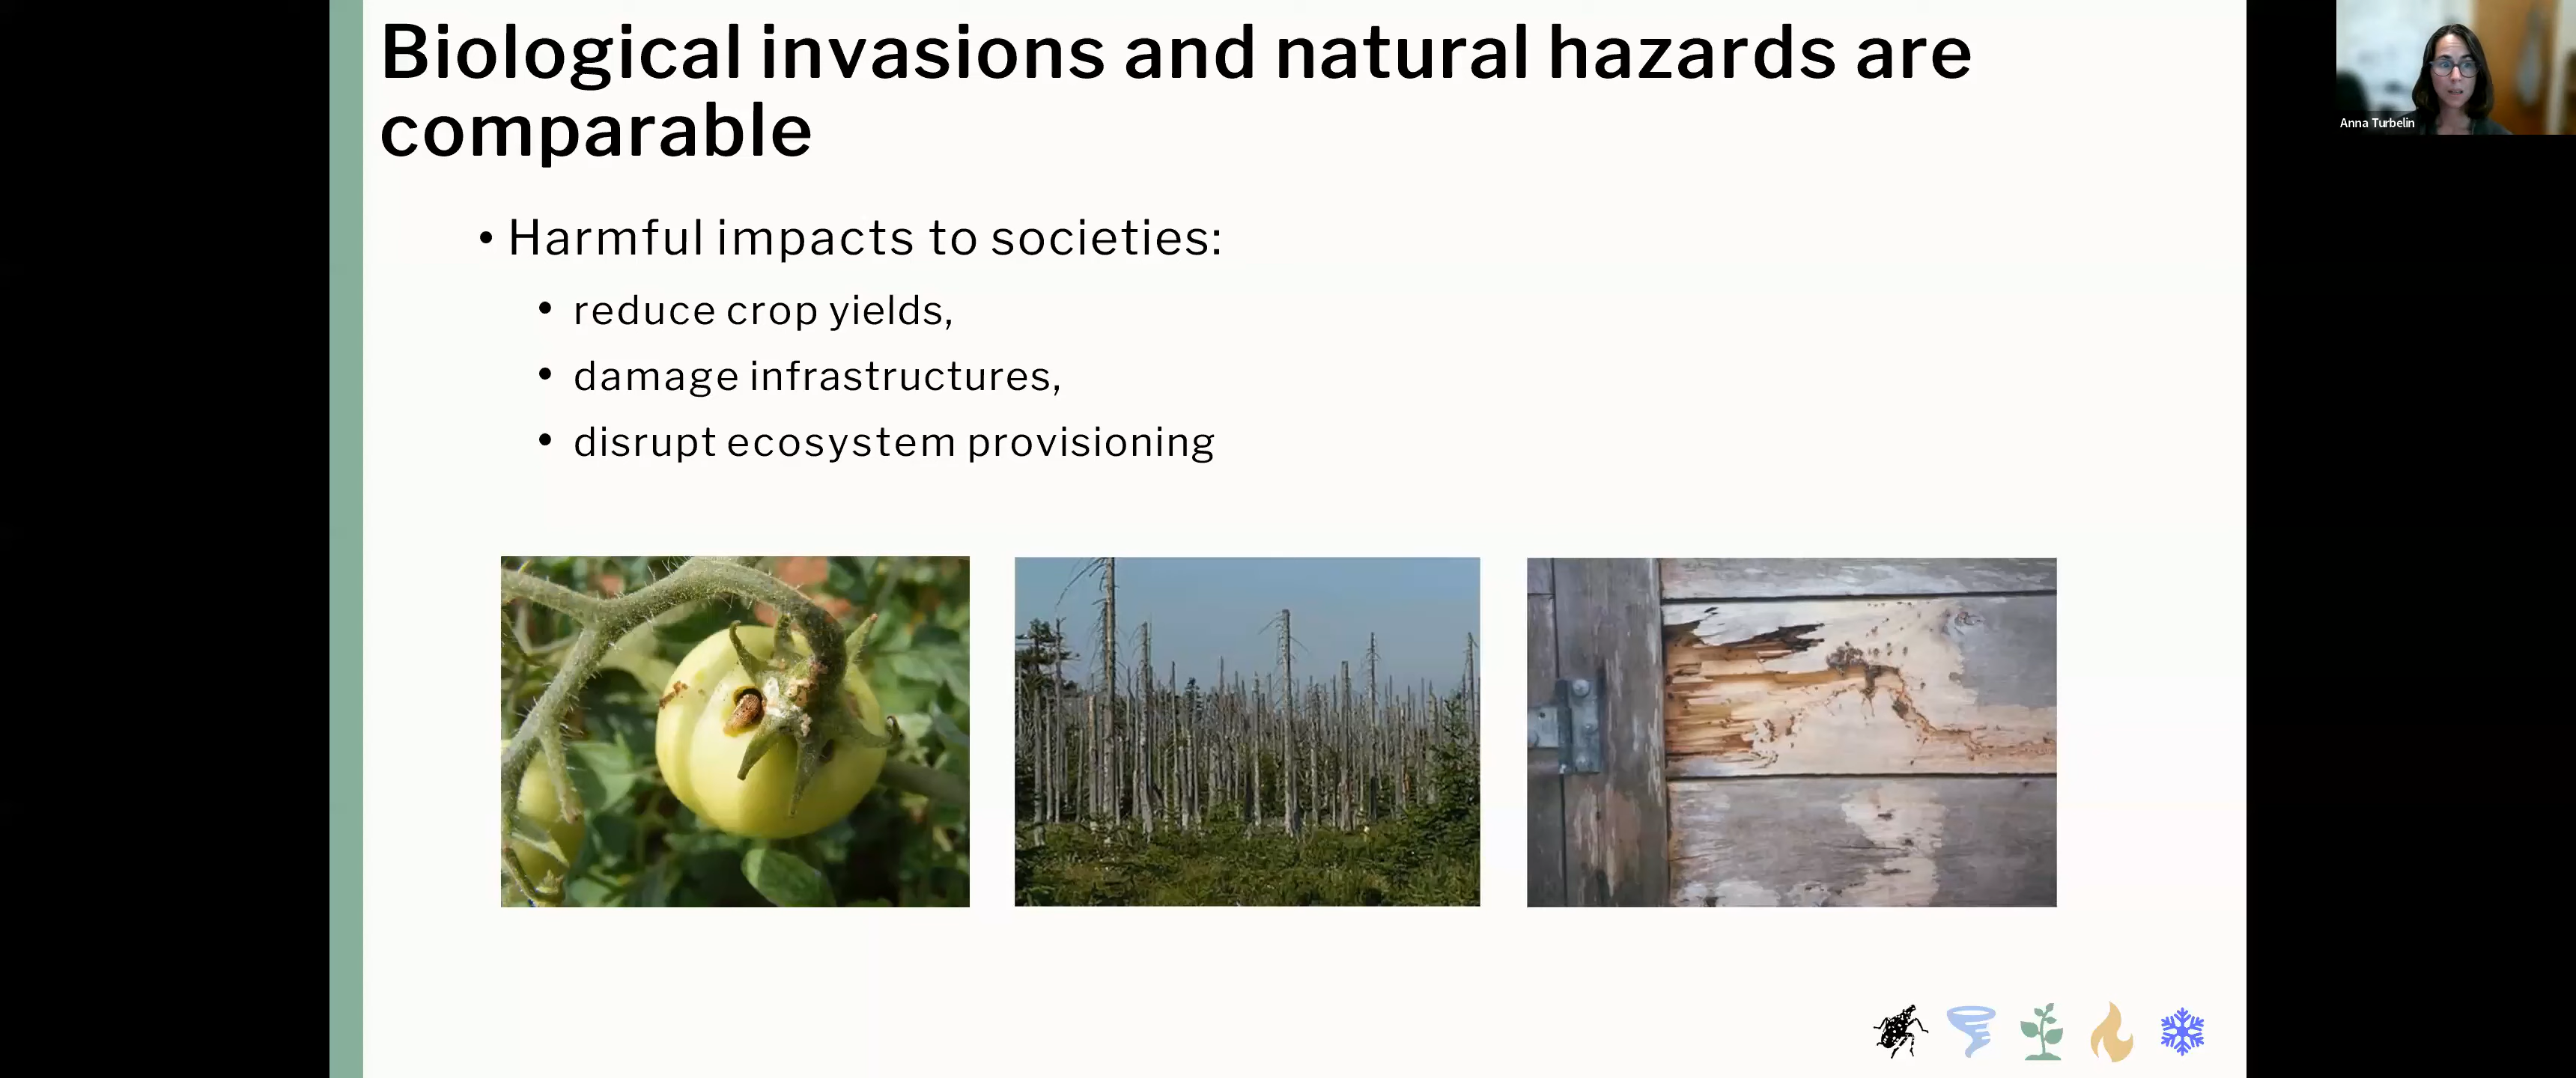 Biological invasions and natural hazards are
comparable
• Harmful impacts to societies:
• reduce crop yields,
• damage infrastructures,
• disrupt ecosystem provisioning
Anna Turbelin